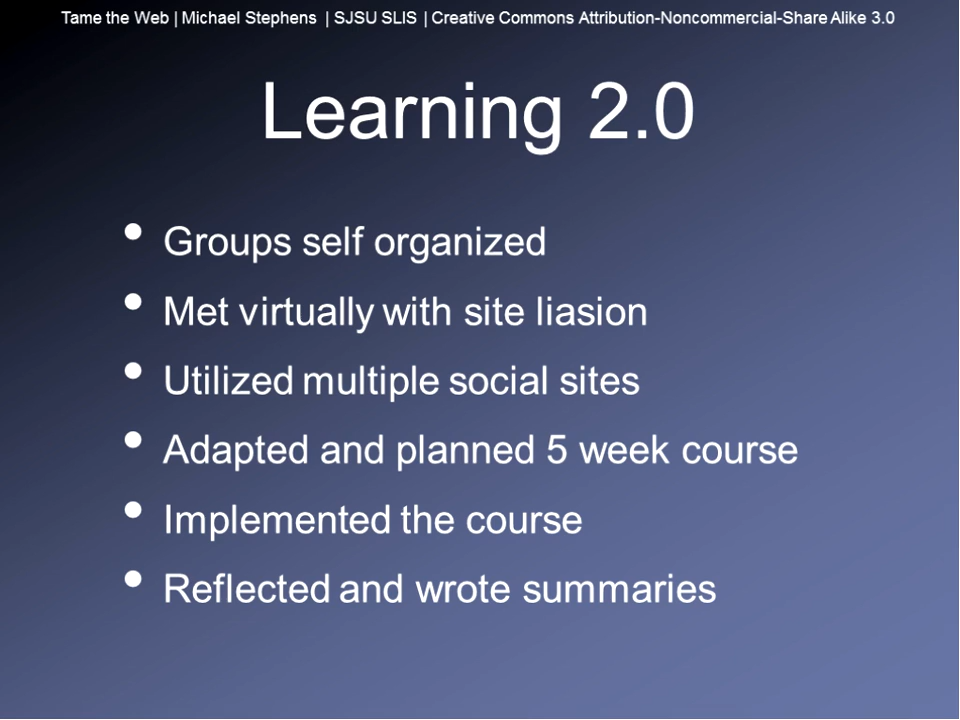 Tame the Web | Michael Stephens | SJSU SLIS | Creative Commons Attribution-Noncommercial-Share Alike 3.0
Learning 2.0
• Groups self organized
• Met virtually with site liasion
• Utilized multiple social sites
• Adapted and planned 5 week course
• Implemented the course
• Reflected and wrote summaries